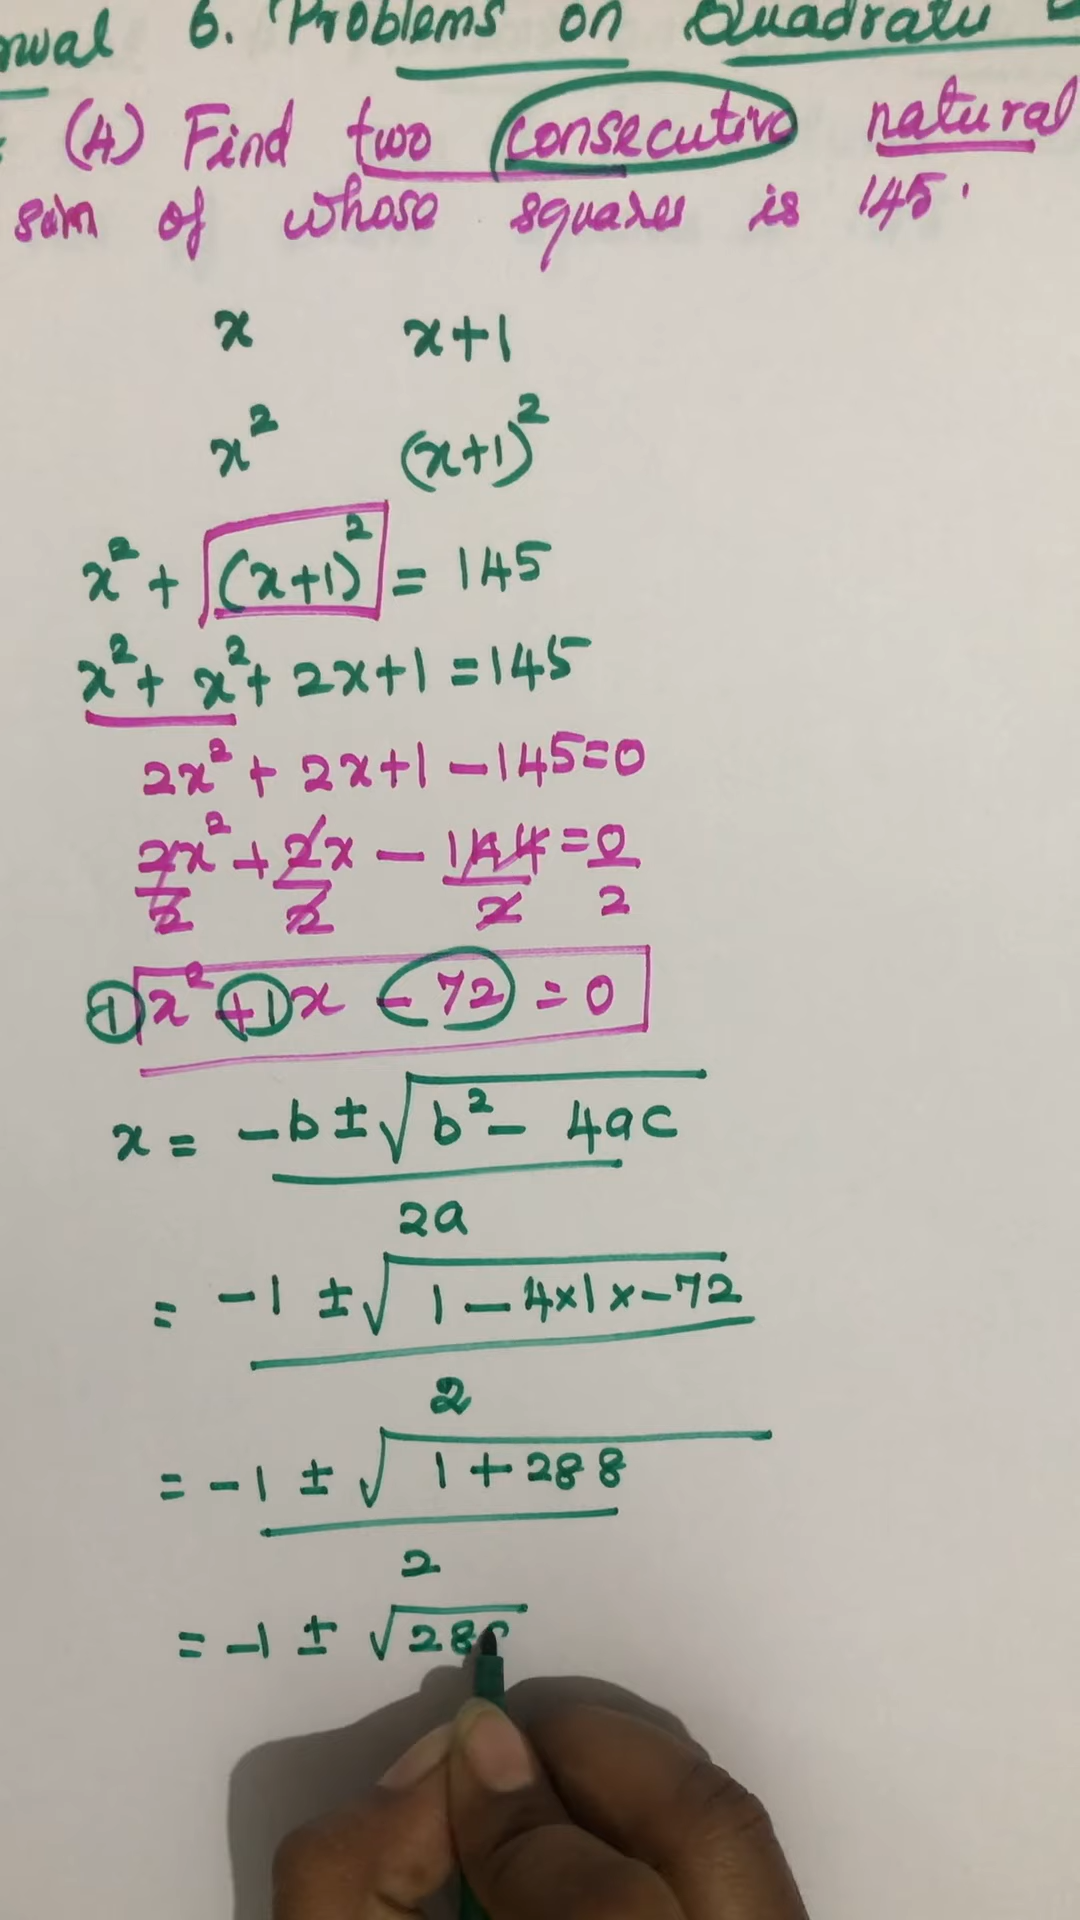 6. Problems on
(4) Find two consecutive natural
sum of whose squares is 145.
x x+1
x² (x+1)²
x² + (x+1)² = 145
x² + x² + 2x+1 = 145
2x² + 2x+1 - 145=0
2x²/2 + 2x/2 - 144/2 = 0/2
1 x² +1 x - 72 = 0
x = -b ± √(b² - 4ac)
2a
= -1 ± √(1 - 4×1×-72)
2
= -1 ± √(1+288)
2
= -1 ± √28